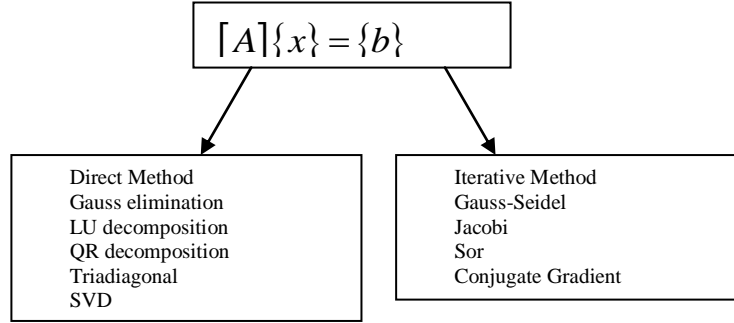 ⌈A⌉{x} = {b}
Direct Method
Gauss elimination
LU decomposition
QR decomposition
Triadiagonal
SVD
Iterative Method
Gauss-Seidel
Jacobi
Sor
Conjugate Gradient